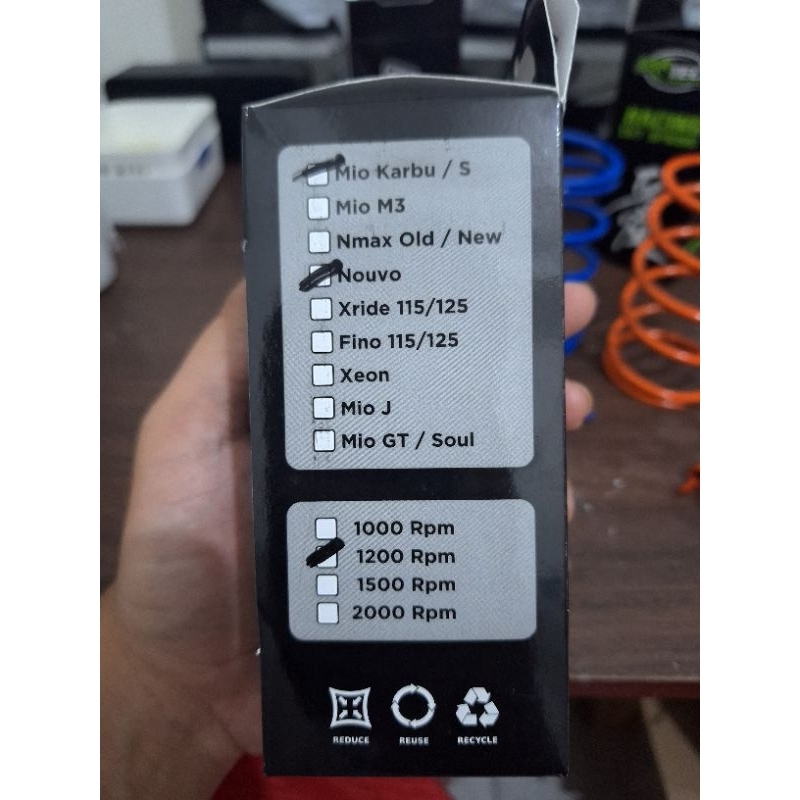 Mio Karbu / S
Mio M3
Nmax Old / New
Nouvo
Xride 115/125
Fino 115/125
Xeon
Mio J
Mio GT / Soul
1000 Rpm
1200 Rpm
1500 Rpm
2000 Rpm
REDUCE REUSE RECYCLE